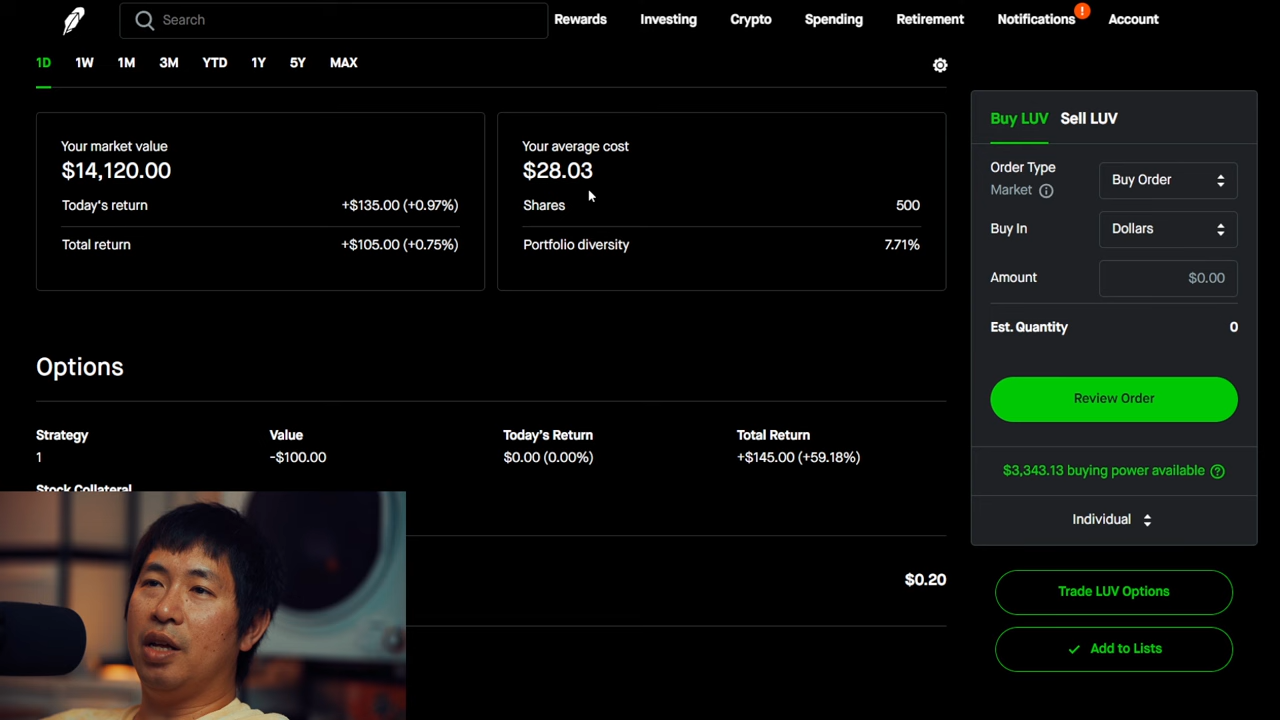 Search
Rewards
Investing
Crypto
Spending
Retirement
Notifications
!
Account
1D
1W
1M
3M
YTD
1Y
5Y
MAX
Your market value
$14,120.00
Today's return
+$135.00 (+0.97%)
Total return
+$105.00 (+0.75%)
Your average cost
$28.03
Shares
500
Portfolio diversity
7.71%
Buy LUV
Sell LUV
Order Type
Market
Buy Order
Buy In
Dollars
Amount
$0.00
Est. Quantity
0
Review Order
$3,343.13 buying power available
Individual
Trade LUV Options
Add to Lists
Options
Strategy
Value
Today's Return
Total Return
1
-$100.00
$0.00 (0.00%)
+$145.00 (+59.18%)
Stock Collateral
$0.20